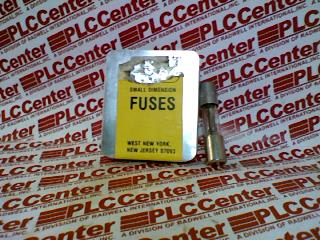 SMALL DIMENSION
FUSES
WEST NEW YORK,
NEW JERSEY 07093
PLCCenter
A DIVISION OF RADWELL INTERNATIONAL, INC.